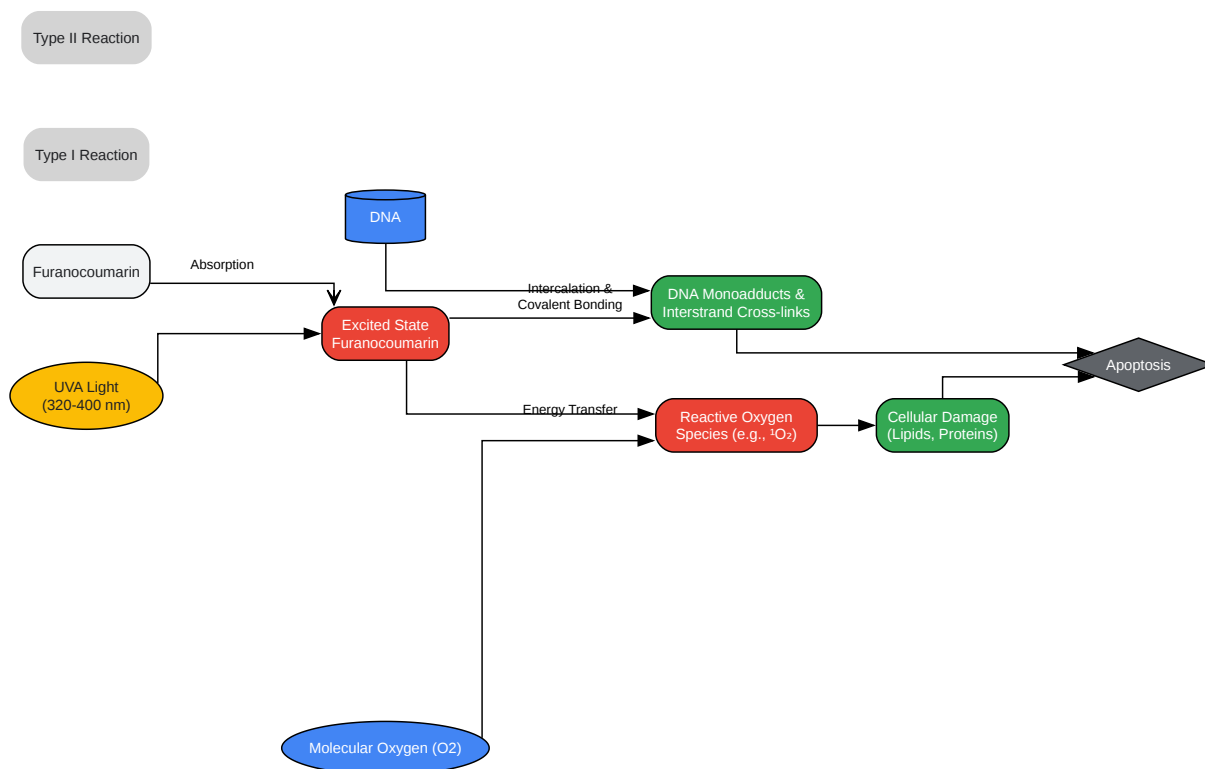 Type II Reaction
Type I Reaction
DNA
Furanocoumarin
Absorption
Intercalation &
Covalent Bonding
DNA Monoadducts &
Interstrand Cross-links
Excited State
Furanocoumarin
UVA Light
(320-400 nm)
Apoptosis
Energy Transfer
Reactive Oxygen
Species (e.g., ¹O₂)
Cellular Damage
(Lipids, Proteins)
Molecular Oxygen (O2)